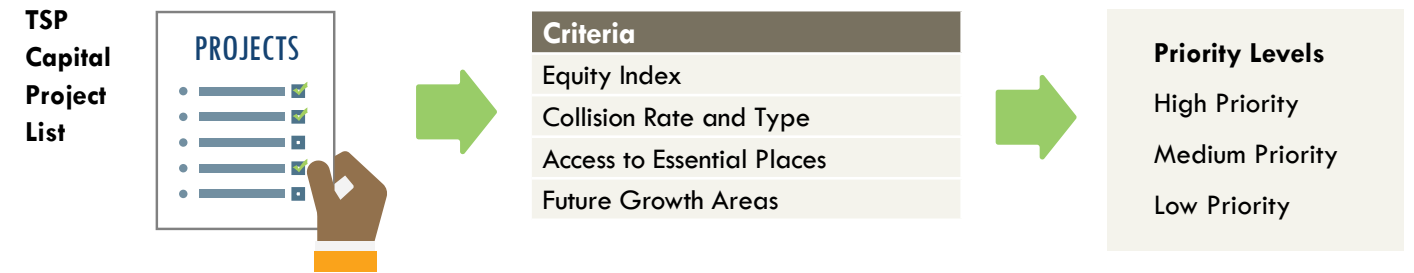 TSP
Capital
Project
List
PROJECTS
Criteria
Equity Index
Collision Rate and Type
Access to Essential Places
Future Growth Areas
Priority Levels
High Priority
Medium Priority
Low Priority